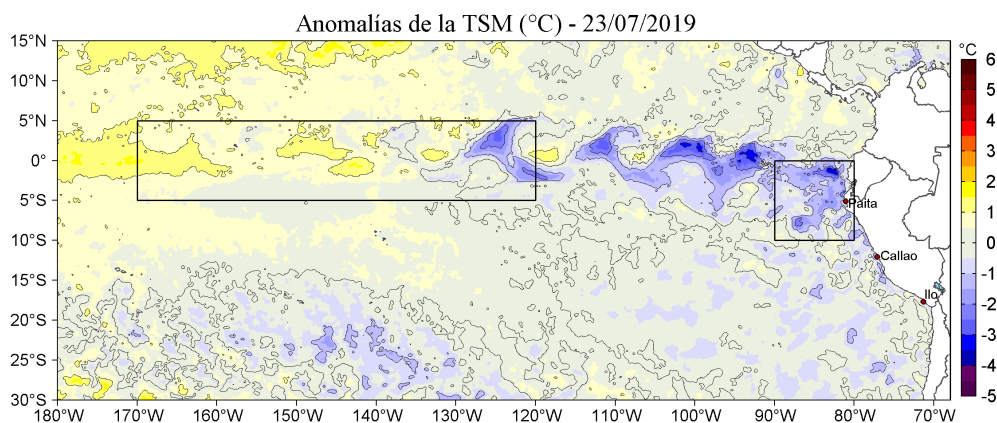 Anomalías de la TSM (°C) - 23/07/2019
15°N
10°N
5°N
0°
5°S
10°S
15°S
20°S
25°S
30°S
180°W
170°W
160°W
150°W
140°W
130°W
120°W
110°W
100°W
90°W
80°W
70°W
Paita
Callao
Ilo
°C
6
5
4
3
2
1
0
-1
-2
-3
-4
-5